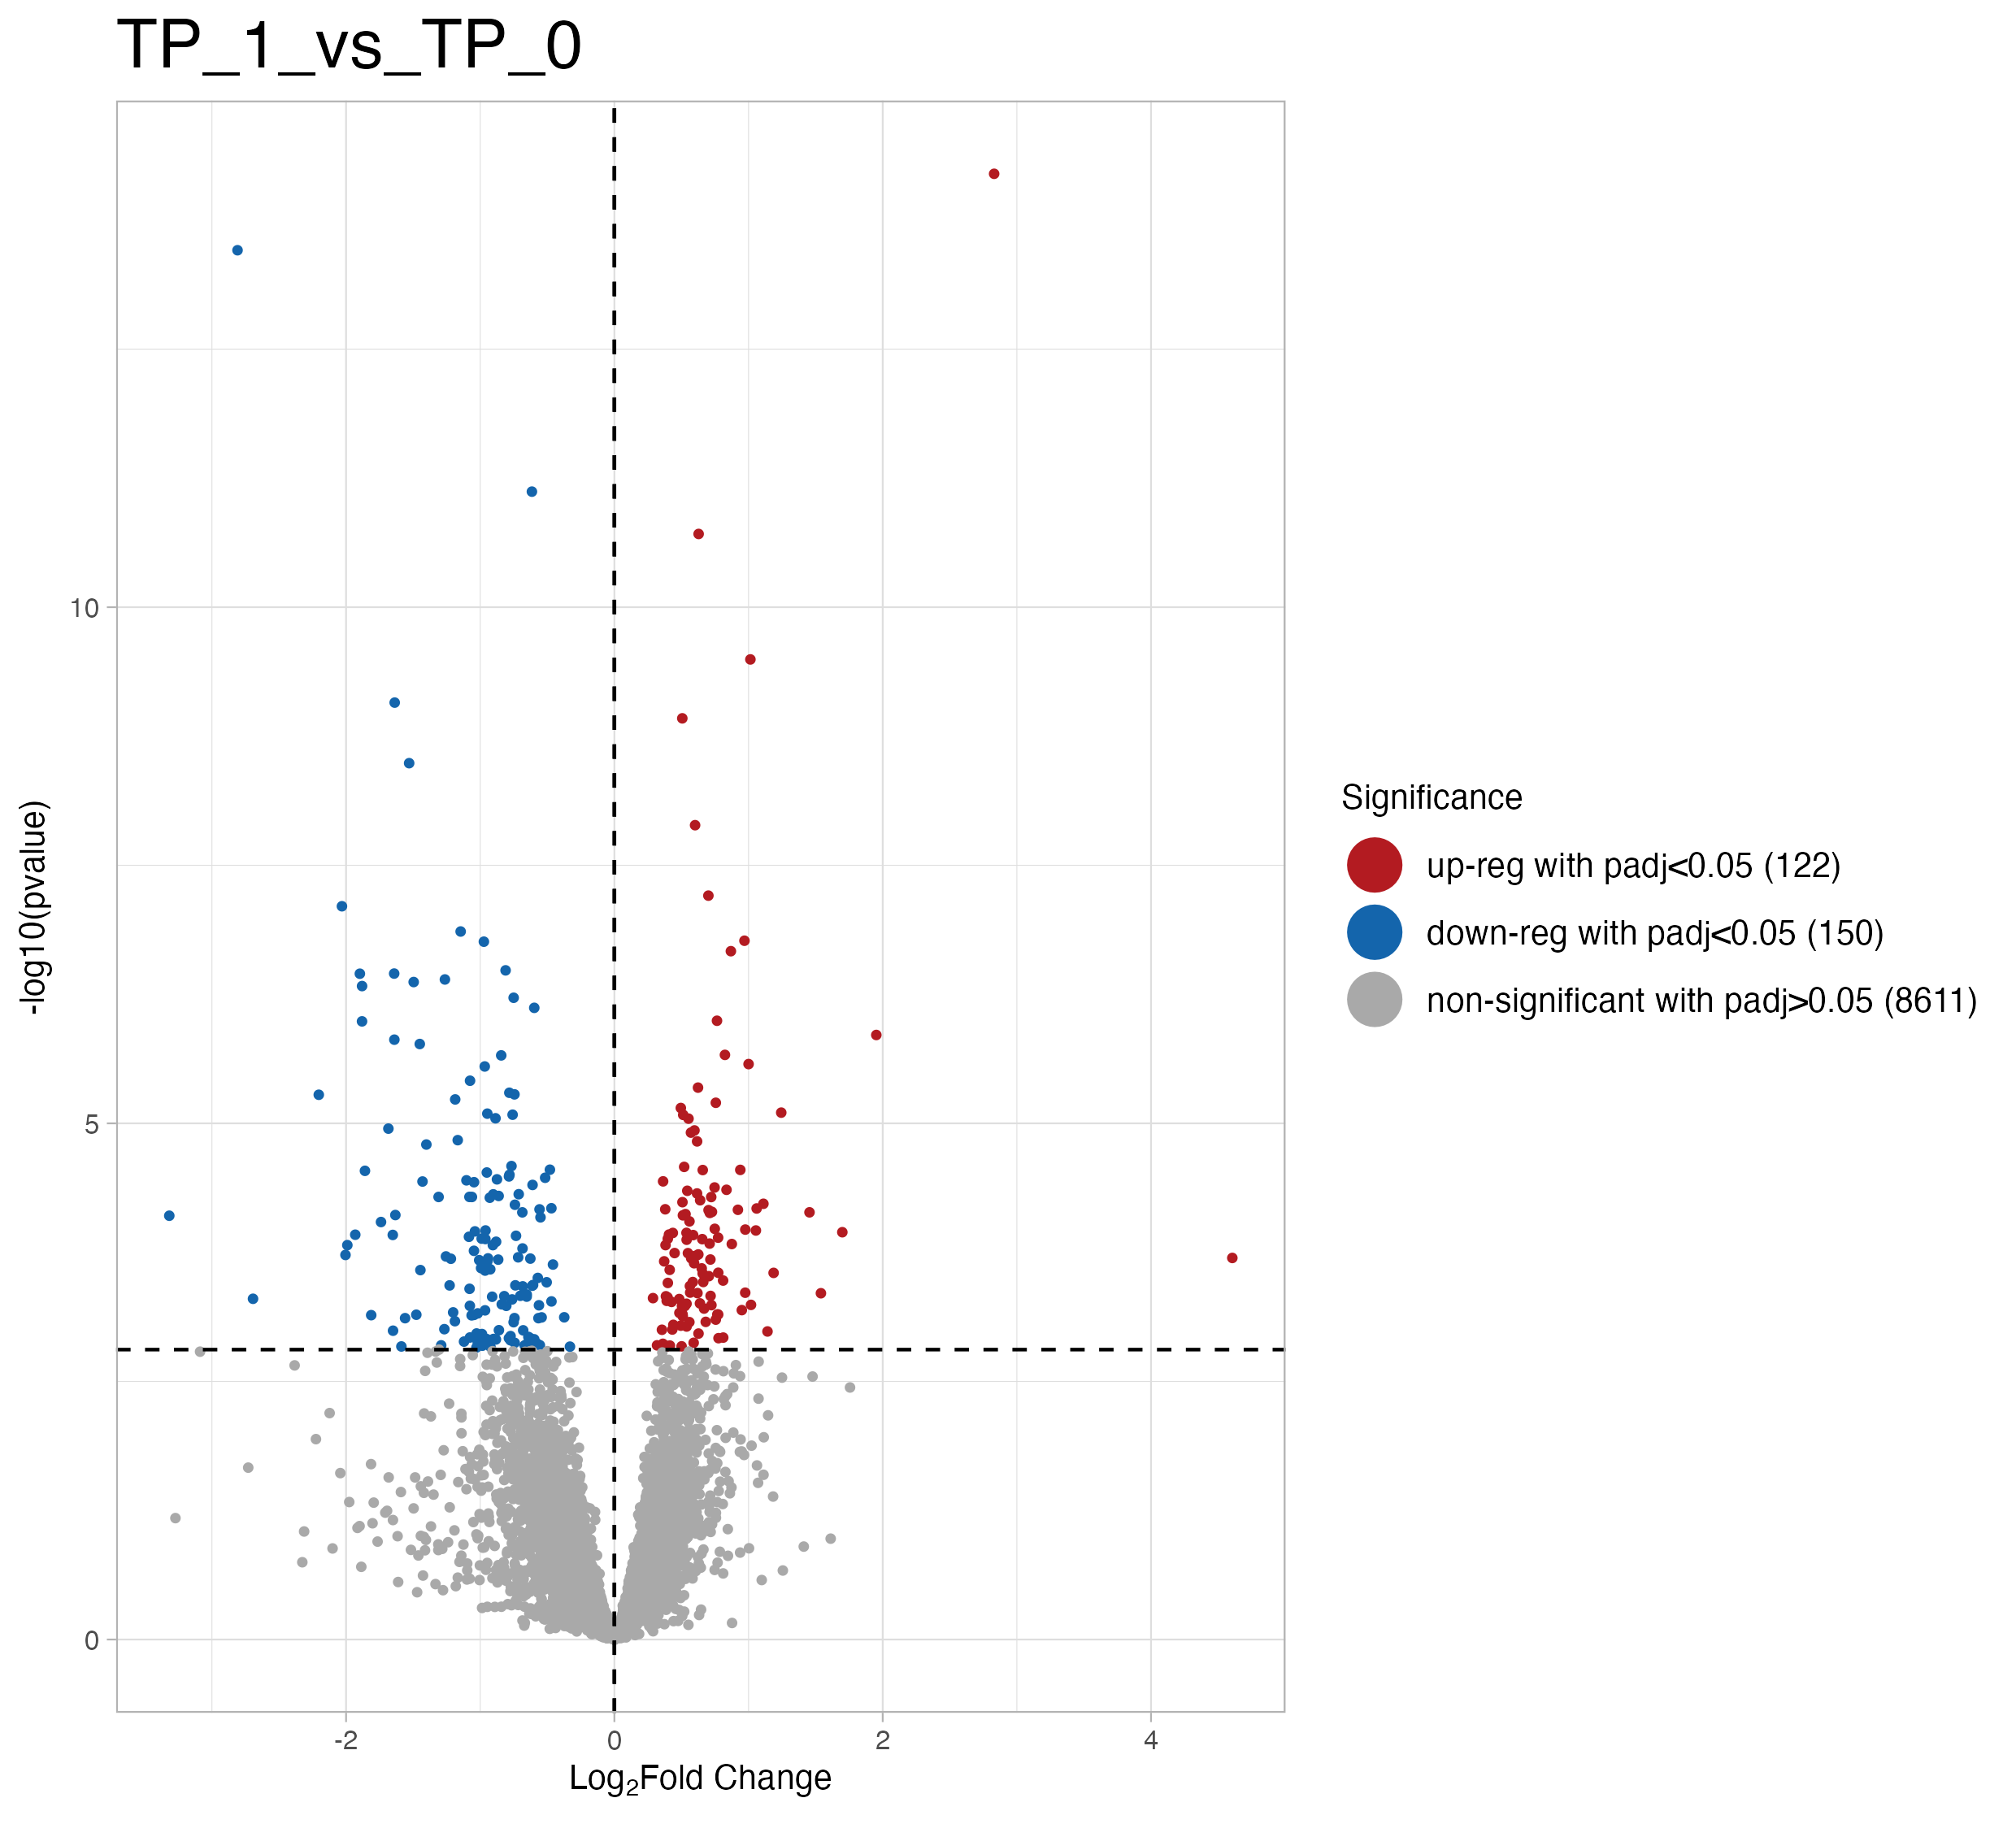 TP_1_vs_TP_0
-log10(pvalue)
10
5
0
-2
0
2
4
Log2Fold Change
Significance
up-reg with padj<0.05 (122)
down-reg with padj<0.05 (150)
non-significant with padj>0.05 (8611)